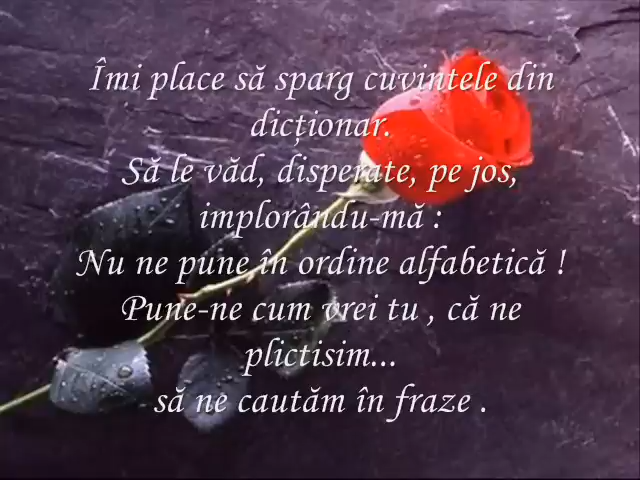 Îmi place să sparg cuvintele din
dicționar.
Să le văd, disperate, pe jos,
implorându-mă :
Nu ne pune în ordine alfabetică !
Pune-ne cum vrei tu , că ne
plictisim...
să ne cautăm în fraze .